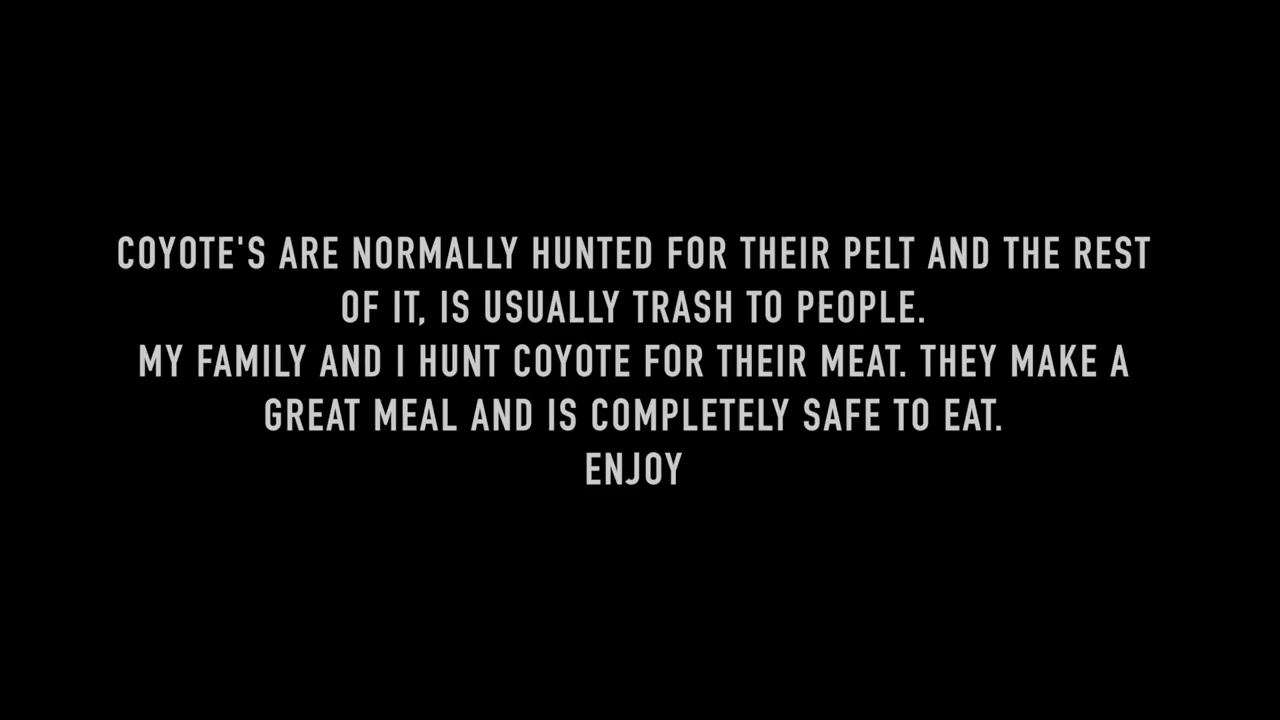 COYOTE'S ARE NORMALLY HUNTED FOR THEIR PELT AND THE REST
OF IT, IS USUALLY TRASH TO PEOPLE.
MY FAMILY AND I HUNT COYOTE FOR THEIR MEAT. THEY MAKE A
GREAT MEAL AND IS COMPLETELY SAFE TO EAT.
ENJOY